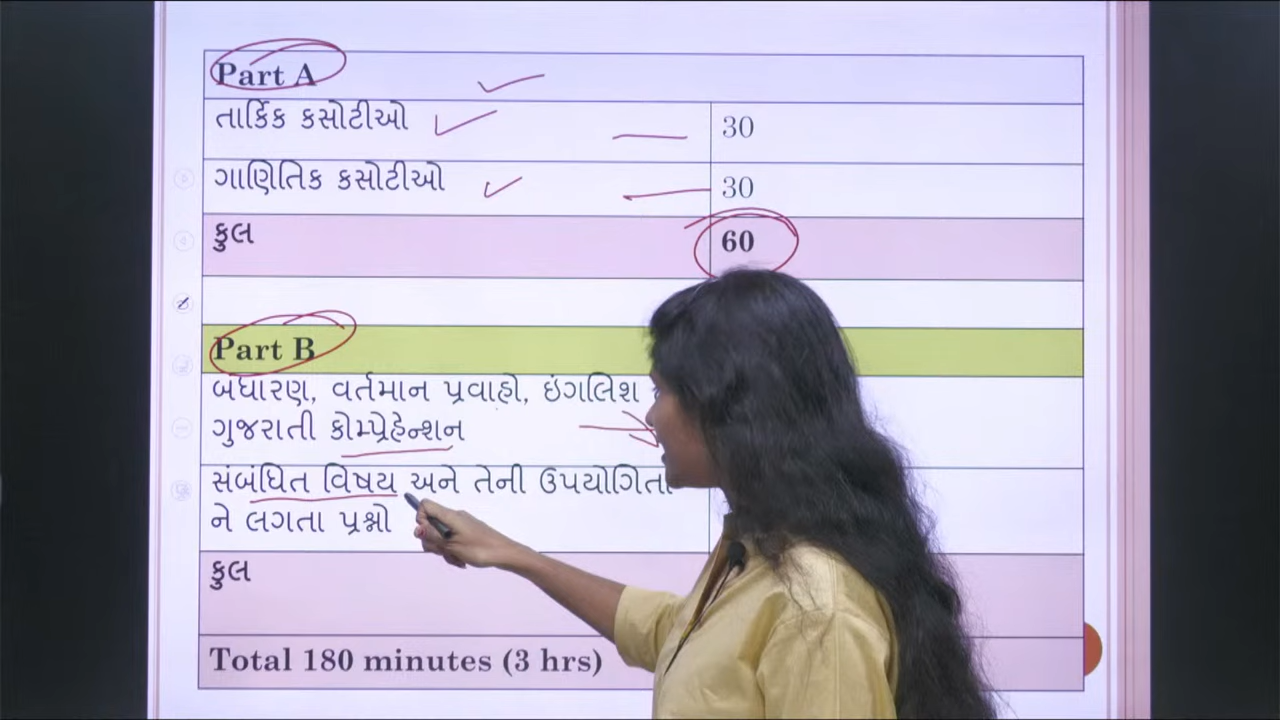 Part A
તાર્કિક કસોટીઓ 30
ગાણિતિક કસોટીઓ 30
કુલ 60
Part B
બંધારણ, વર્તમાન પ્રવાહો, ઇંગલિશ
ગુજરાતી કોમ્પ્રેહેન્શન
સંબંધિત વિષય અને તેની ઉપયોગિતા
ને લગતા પ્રશ્નો
કુલ
Total 180 minutes (3 hrs)